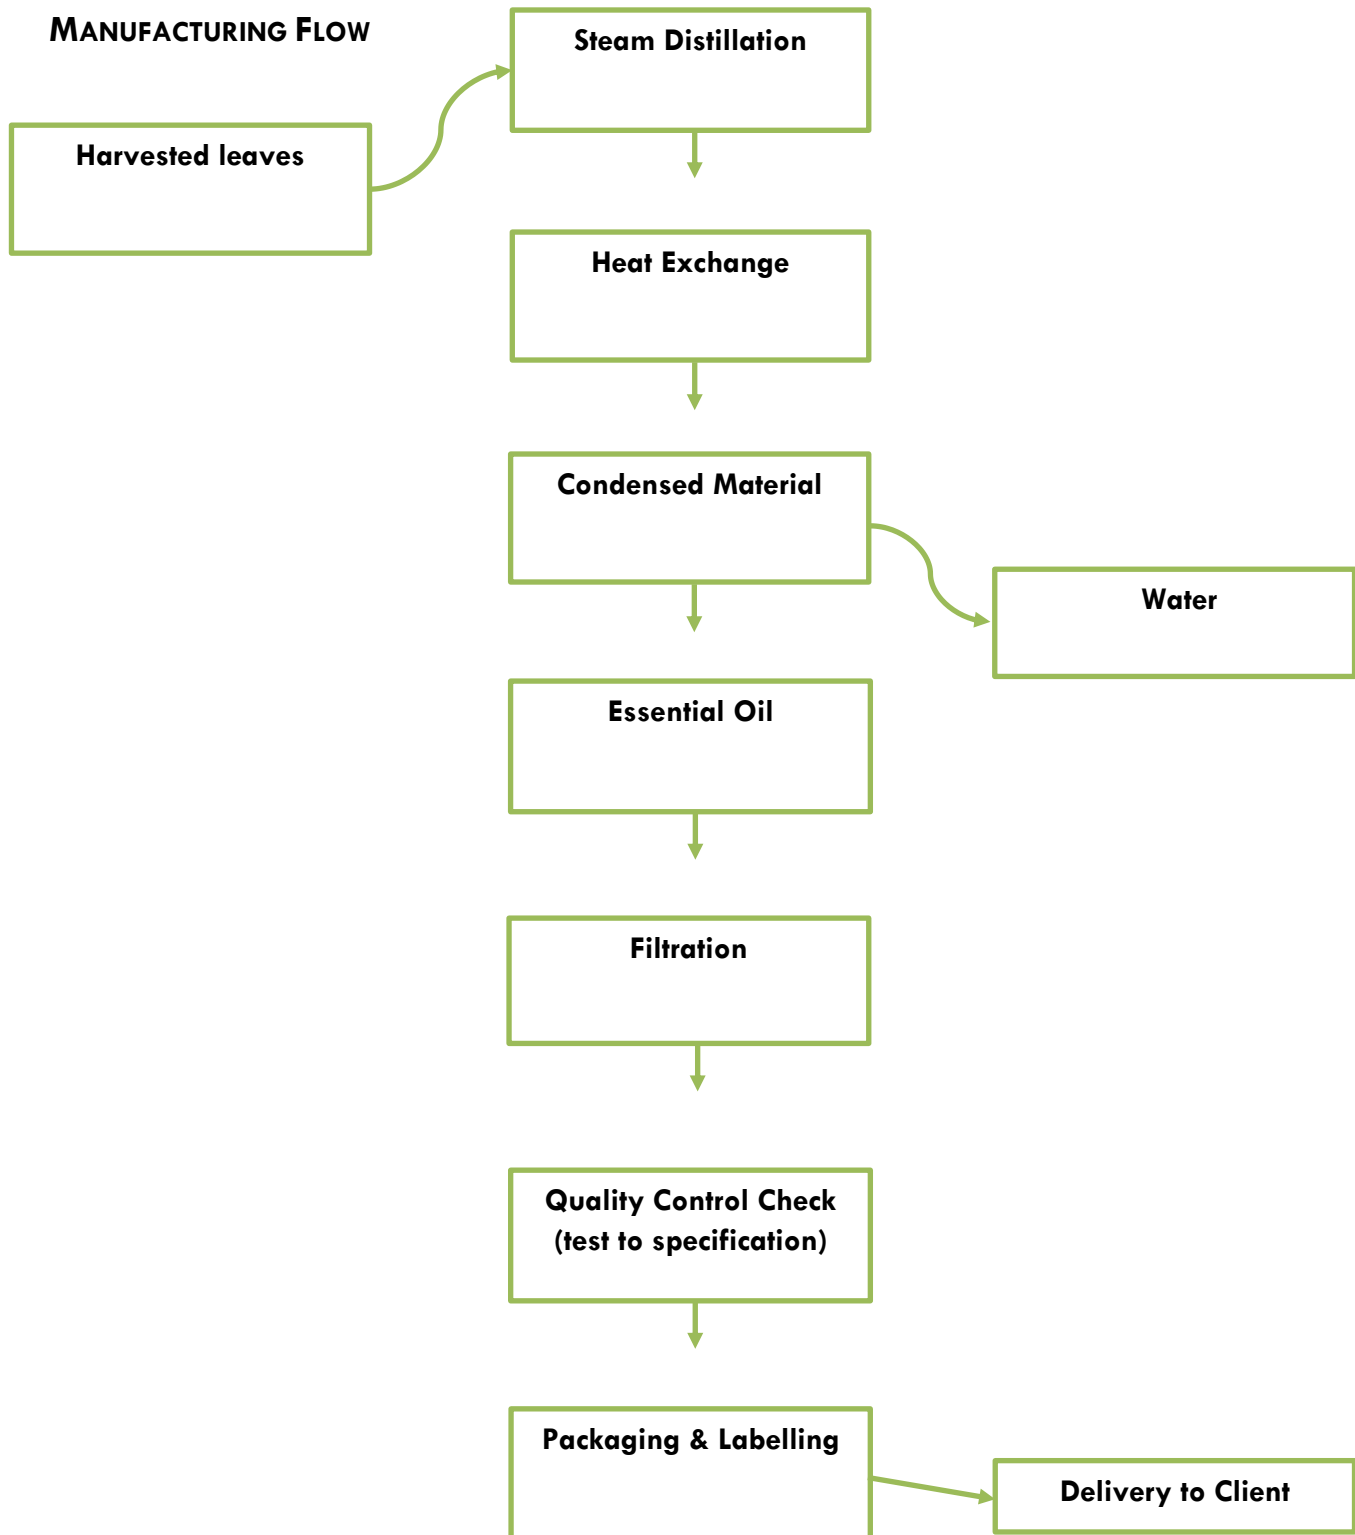 MANUFACTURING FLOW
Steam Distillation
Harvested leaves
Heat Exchange
Condensed Material
Water
Essential Oil
Filtration
Quality Control Check
(test to specification)
Packaging & Labelling
Delivery to Client